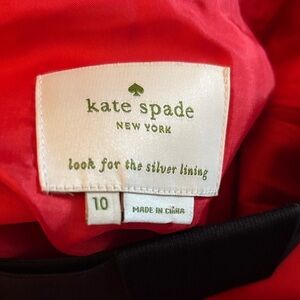 kate spade
NEW YORK
look for the silver lining
10
MADE IN CHINA